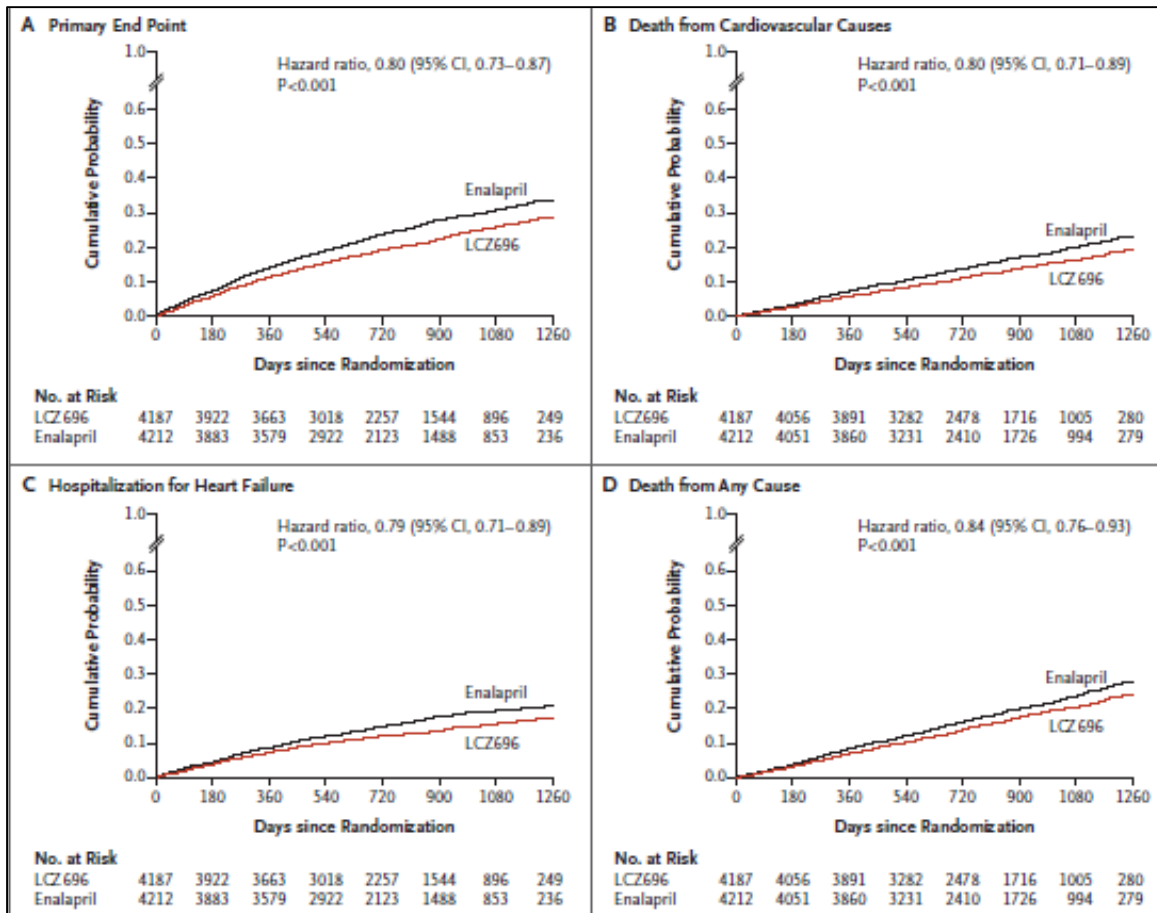 A Primary End Point
1.0
0.6
0.5
0.4
0.3
0.2
0.1
0.0
Cumulative Probability
Hazard ratio, 0.80 (95% CI, 0.73–0.87)
P<0.001
Enalapril
LCZ696
0 180 360 540 720 900 1080 1260
Days since Randomization
No. at Risk
LCZ696 4187 3922 3663 3018 2257 1544 896 249
Enalapril 4212 3883 3579 2922 2123 1488 853 236
B Death from Cardiovascular Causes
1.0
0.6
0.5
0.4
0.3
0.2
0.1
0.0
Cumulative Probability
Hazard ratio, 0.80 (95% CI, 0.71–0.89)
P<0.001
Enalapril
LCZ696
0 180 360 540 720 900 1080 1260
Days since Randomization
No. at Risk
LCZ696 4187 4056 3891 3282 2478 1716 1005 280
Enalapril 4212 4051 3860 3231 2410 1726 994 279
C Hospitalization for Heart Failure
1.0
0.6
0.5
0.4
0.3
0.2
0.1
0.0
Cumulative Probability
Hazard ratio, 0.79 (95% CI, 0.71–0.89)
P<0.001
Enalapril
LCZ696
0 180 360 540 720 900 1080 1260
Days since Randomization
No. at Risk
LCZ696 4187 3922 3663 3018 2257 1544 896 249
Enalapril 4212 3883 3579 2922 2123 1488 853 236
D Death from Any Cause
1.0
0.6
0.5
0.4
0.3
0.2
0.1
0.0
Cumulative Probability
Hazard ratio, 0.84 (95% CI, 0.76–0.93)
P<0.001
Enalapril
LCZ696
0 180 360 540 720 900 1080 1260
Days since Randomization
No. at Risk
LCZ696 4187 4056 3891 3282 2478 1716 1005 280
Enalapril 4212 4051 3860 3231 2410 1726 994 279